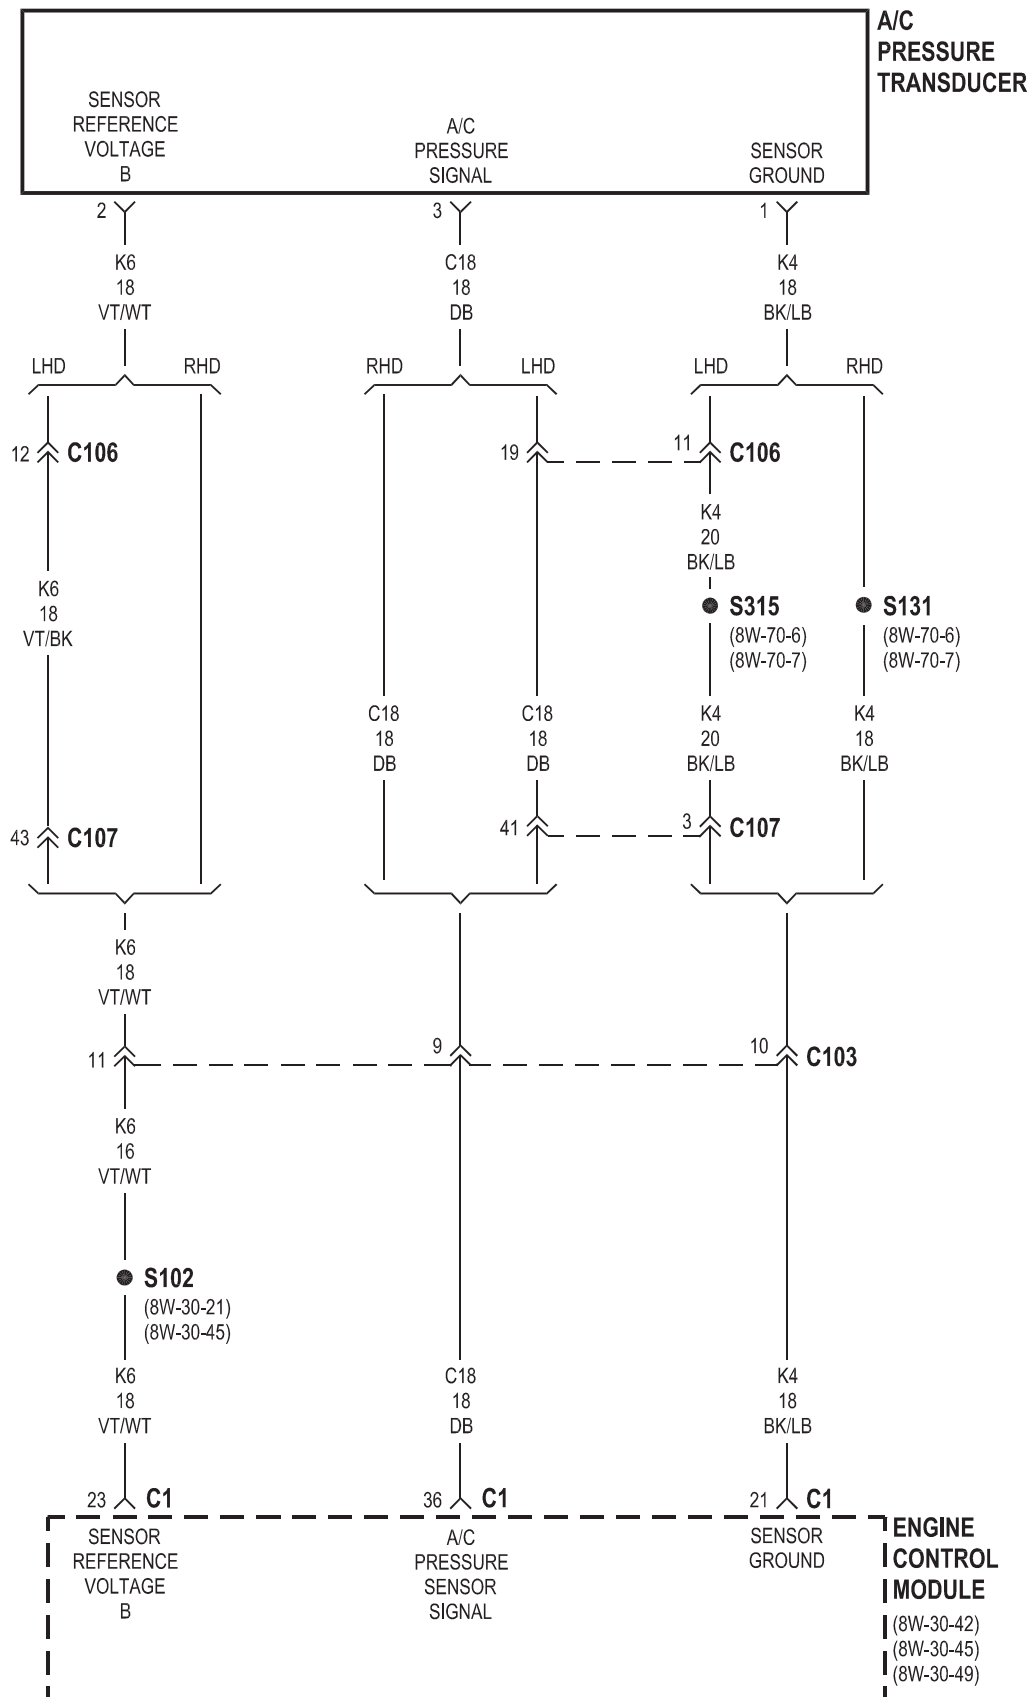 A/C
PRESSURE
TRANSDUCER
SENSOR
REFERENCE
VOLTAGE
B
A/C
PRESSURE
SIGNAL
SENSOR
GROUND
2
3
1
K6
18
VT/WT
C18
18
DB
K4
18
BK/LB
LHD
RHD
RHD
LHD
LHD
RHD
12
C106
19
11
C106
K4
20
BK/LB
K6
18
VT/BK
S315
(8W-70-6)
(8W-70-7)
S131
(8W-70-6)
(8W-70-7)
C18
18
DB
C18
18
DB
K4
20
BK/LB
K4
18
BK/LB
43
C107
41
3
C107
K6
18
VT/WT
11
9
10
C103
K6
16
VT/WT
S102
(8W-30-21)
(8W-30-45)
K6
18
VT/WT
C18
18
DB
K4
18
BK/LB
23
C1
36
C1
21
C1
SENSOR
REFERENCE
VOLTAGE
B
A/C
PRESSURE
SENSOR
SIGNAL
SENSOR
GROUND
ENGINE
CONTROL
MODULE
(8W-30-42)
(8W-30-45)
(8W-30-49)